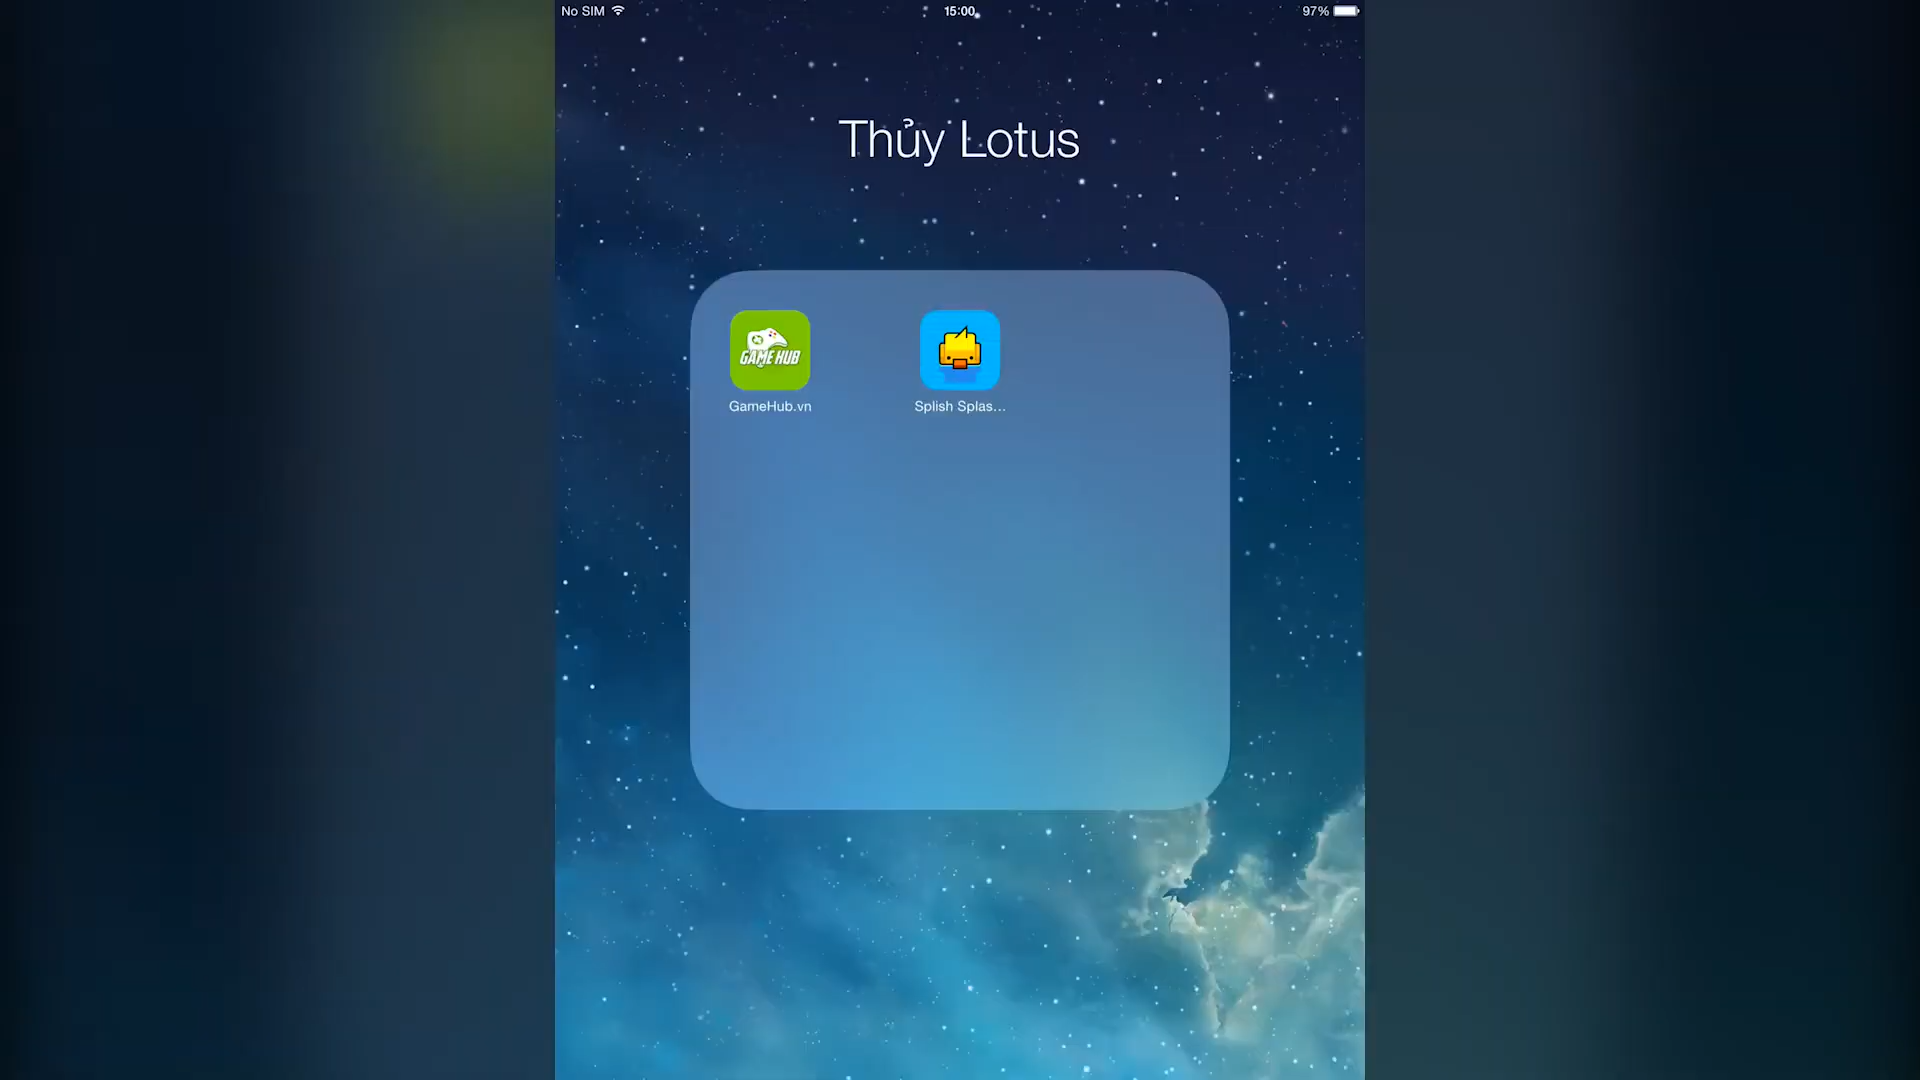 No SIM 15:00 97%
Thủy Lotus
GAME HUB
GameHub.vn Splish Splas...